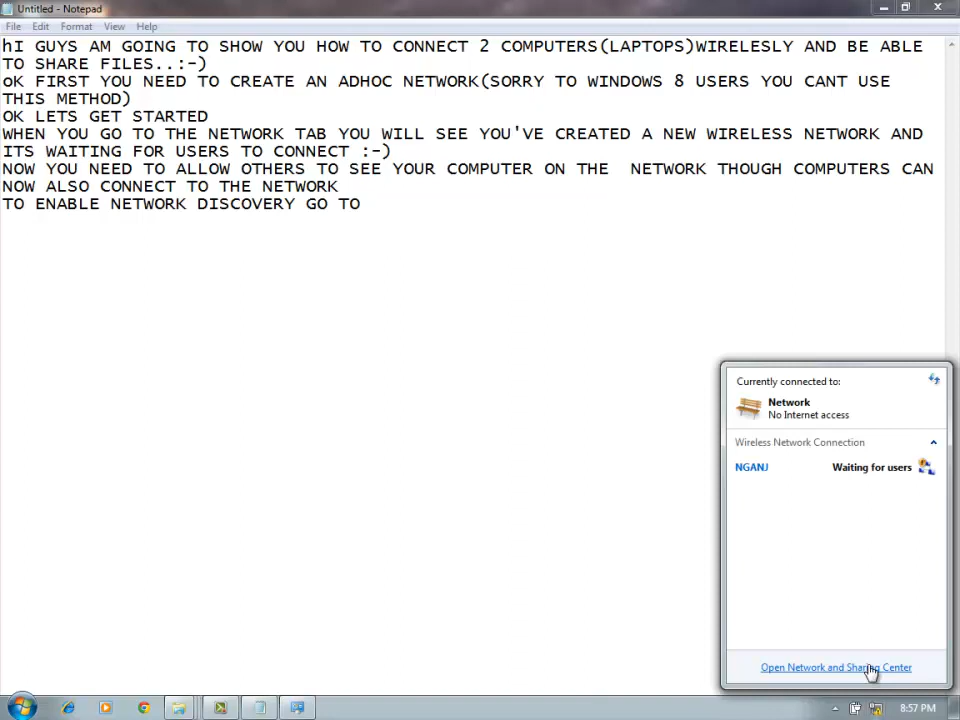 Untitled - Notepad
File Edit Format View Help
hI GUYS AM GOING TO SHOW YOU HOW TO CONNECT 2 COMPUTERS(LAPTOPS)WIRELESLY AND BE ABLE
TO SHARE FILES..:-)
oK FIRST YOU NEED TO CREATE AN ADHOC NETWORK(SORRY TO WINDOWS 8 USERS YOU CANT USE
THIS METHOD)
OK LETS GET STARTED
WHEN YOU GO TO THE NETWORK TAB YOU WILL SEE YOU'VE CREATED A NEW WIRELESS NETWORK AND
ITS WAITING FOR USERS TO CONNECT :-)
NOW YOU NEED TO ALLOW OTHERS TO SEE YOUR COMPUTER ON THE  NETWORK THOUGH COMPUTERS CAN
NOW ALSO CONNECT TO THE NETWORK
TO ENABLE NETWORK DISCOVERY GO TO
Currently connected to:
Network
No Internet access
Wireless Network Connection
NGANJ Waiting for users
Open Network and Sharing Center
8:57 PM